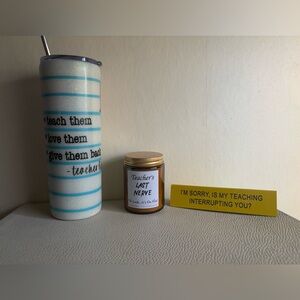 teach them
love them
give them back
- teacher
Teacher's
LAST
NERVE
I'M SORRY, IS MY TEACHING
INTERRUPTING YOU?